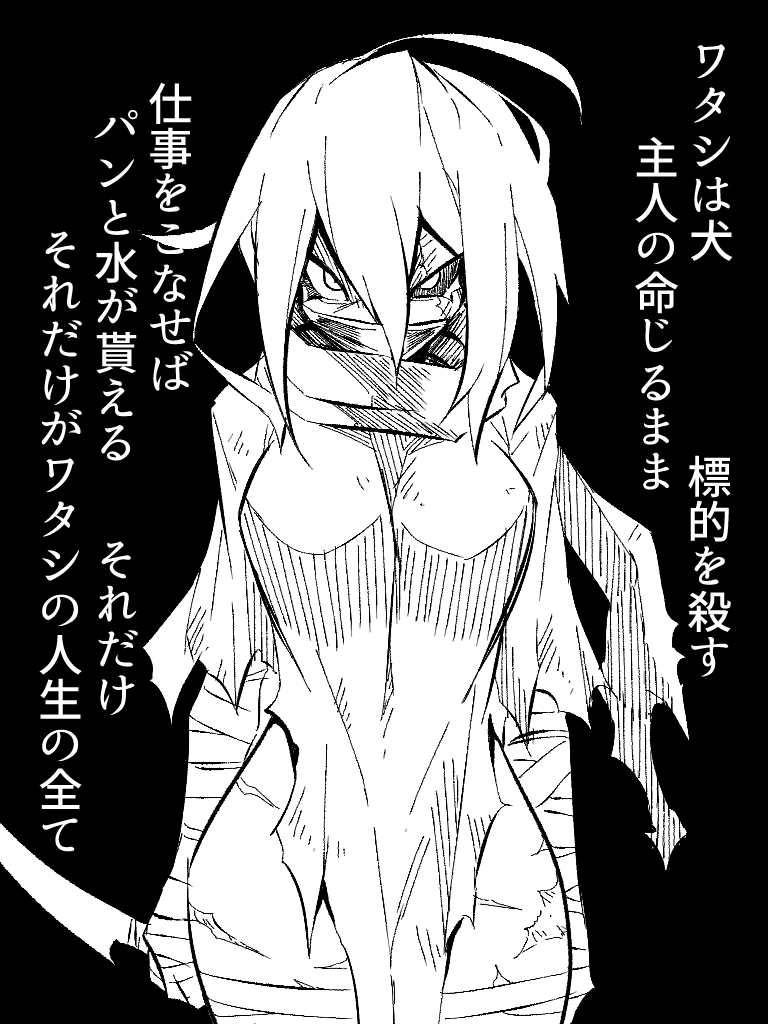 ワタシは犬
主人の命じるまま
標的を殺す
仕事をこなせば
パンと水が貰える
それだけ
それだけがワタシの人生の全て